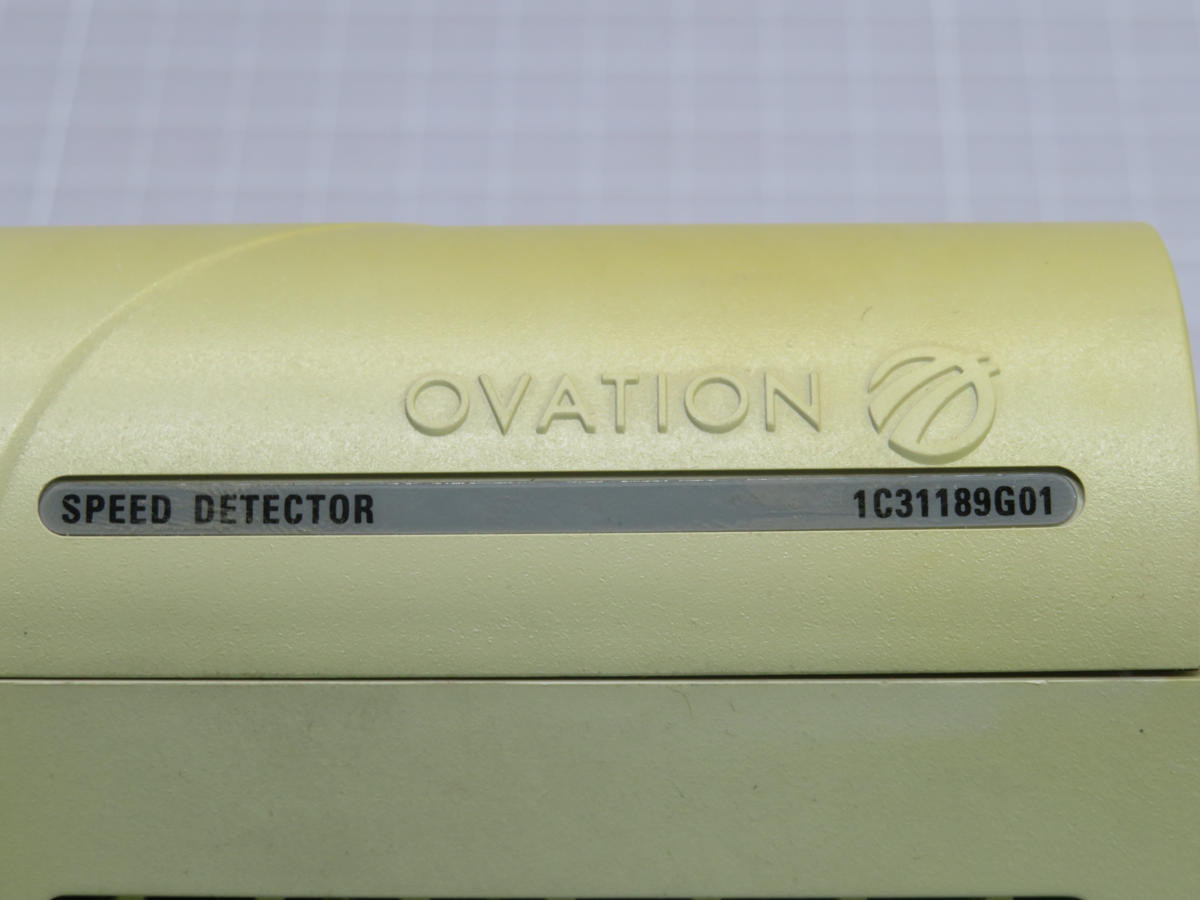 OVATION
SPEED DETECTOR 1C31189G01